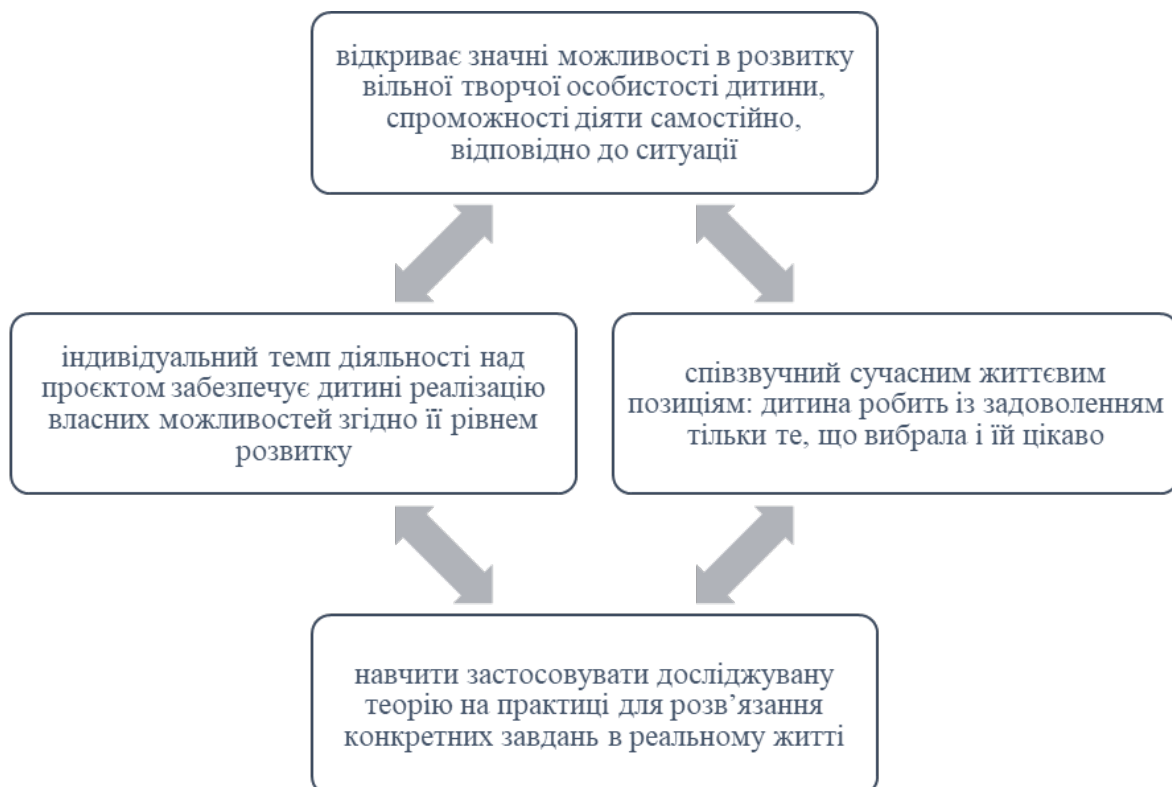 відкриває значні можливості в розвитку
вільної творчої особистості дитини,
спроможності діяти самостійно,
відповідно до ситуації
індивідуальний темп діяльності над
проєктом забезпечує дитині реалізацію
власних можливостей згідно її рівнем
розвитку
співзвучний сучасним життєвим
позиціям: дитина робить із задоволенням
тільки те, що вибрала і їй цікаво
навчити застосовувати досліджувану
теорію на практиці для розв’язання
конкретних завдань в реальному житті